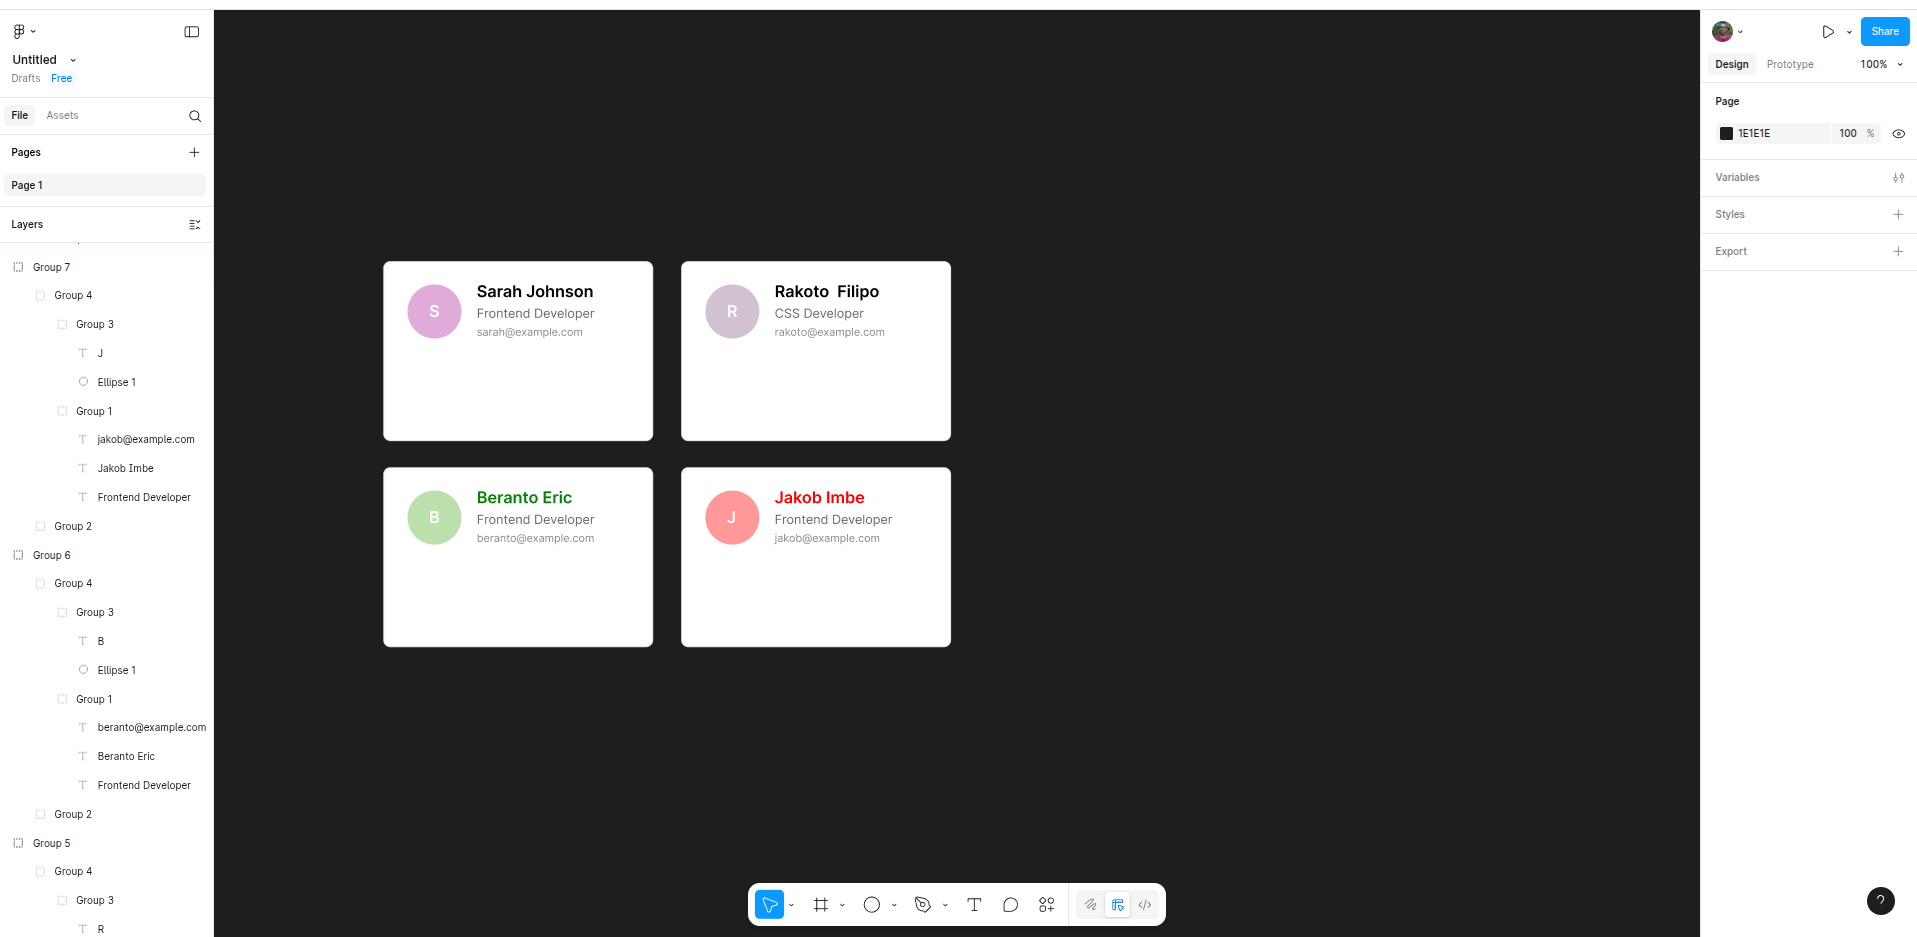 Untitled
Drafts Free
File Assets
Pages
Page 1
Layers
Group 7
Group 4
Group 3
J
Ellipse 1
Group 1
jakob@example.com
Jakob Imbe
Frontend Developer
Group 2
Group 6
Group 4
Group 3
B
Ellipse 1
Group 1
beranto@example.com
Beranto Eric
Frontend Developer
Group 2
Group 5
Group 4
Group 3
R
S
Sarah Johnson
Frontend Developer
sarah@example.com
R
Rakoto  Filipo
CSS Developer
rakoto@example.com
B
Beranto Eric
Frontend Developer
beranto@example.com
J
Jakob Imbe
Frontend Developer
jakob@example.com
Share
Design Prototype 100%
Page
1E1E1E 100 %
Variables
Styles
Export
?